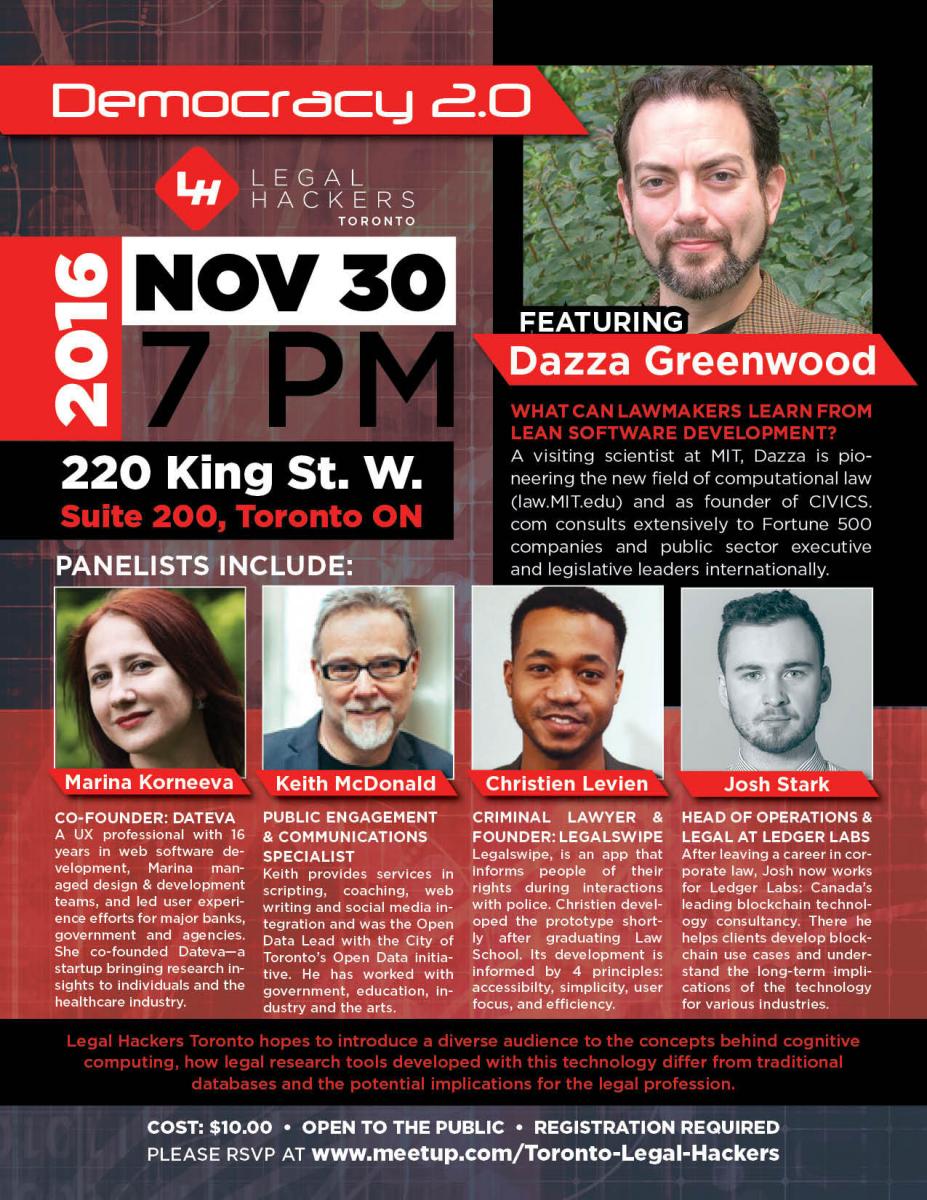 Democracy 2.0
LH
LEGAL
HACKERS
TORONTO
2016
NOV 30
7 PM
220 King St. W.
Suite 200, Toronto ON
FEATURING
Dazza Greenwood
WHAT CAN LAWMAKERS LEARN FROM
LEAN SOFTWARE DEVELOPMENT?
A visiting scientist at MIT, Dazza is pio-
neering the new field of computational law
(law.MIT.edu) and as founder of CIVICS.
com consults extensively to Fortune 500
companies and public sector executive
and legislative leaders internationally.
PANELISTS INCLUDE:
Marina Korneeva
CO-FOUNDER: DATEVA
A UX professional with 16
years in web software de-
velopment, Marina man-
aged design & development
teams, and led user experi-
ence efforts for major banks,
government and agencies.
She co-founded Dateva—a
startup bringing research in-
sights to individuals and the
healthcare industry.
Keith McDonald
PUBLIC ENGAGEMENT
& COMMUNICATIONS
SPECIALIST
Keith provides services in
scripting, coaching, web
writing and social media in-
tegration and was the Open
Data Lead with the City of
Toronto's Open Data initia-
tive. He has worked with
government, education, in-
dustry and the arts.
Christien Levien
CRIMINAL LAWYER &
FOUNDER: LEGALSWIPE
Legalswipe, is an app that
informs people of their
rights during interactions
with police. Christien devel-
oped the prototype short-
ly after graduating Law
School. Its development is
informed by 4 principles:
accessibilty, simplicity, user
focus, and efficiency.
Josh Stark
HEAD OF OPERATIONS &
LEGAL AT LEDGER LABS
After leaving a career in cor-
porate law, Josh now works
for Ledger Labs: Canada's
leading blockchain technol-
ogy consultancy. There he
helps clients develop block-
chain use cases and under-
stand the long-term impli-
cations of the technology
for various industries.
Legal Hackers Toronto hopes to introduce a diverse audience to the concepts behind cognitive
computing, how legal research tools developed with this technology differ from traditional
databases and the potential implications for the legal profession.
COST: $10.00 • OPEN TO THE PUBLIC • REGISTRATION REQUIRED
PLEASE RSVP AT www.meetup.com/Toronto-Legal-Hackers